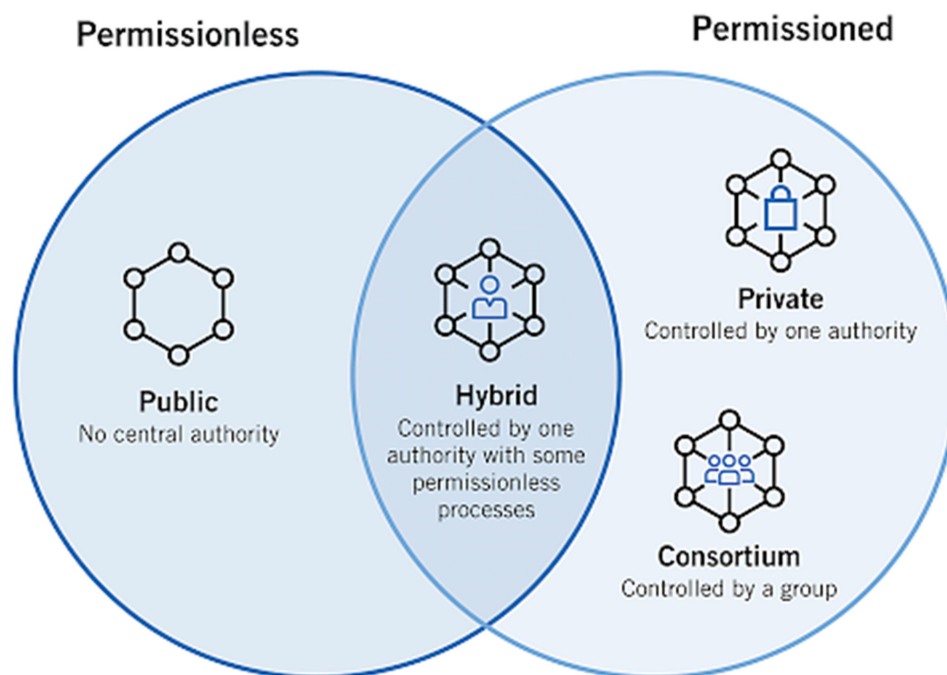 Permissionless
Permissioned
Public
No central authority
Hybrid
Controlled by one
authority with some
permissionless
processes
Private
Controlled by one authority
Consortium
Controlled by a group